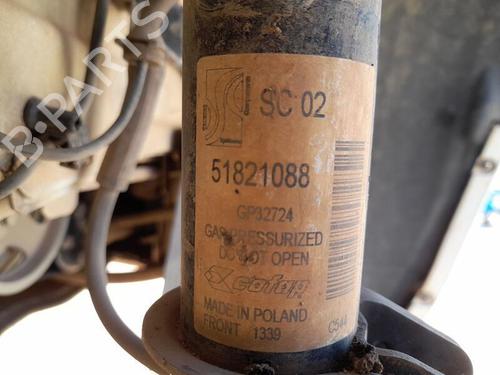 B-PARTS
SC 02
51821088
GP32724
GAS PRESSURIZED
DO NOT OPEN
MADE IN POLAND
FRONT 1339
C544